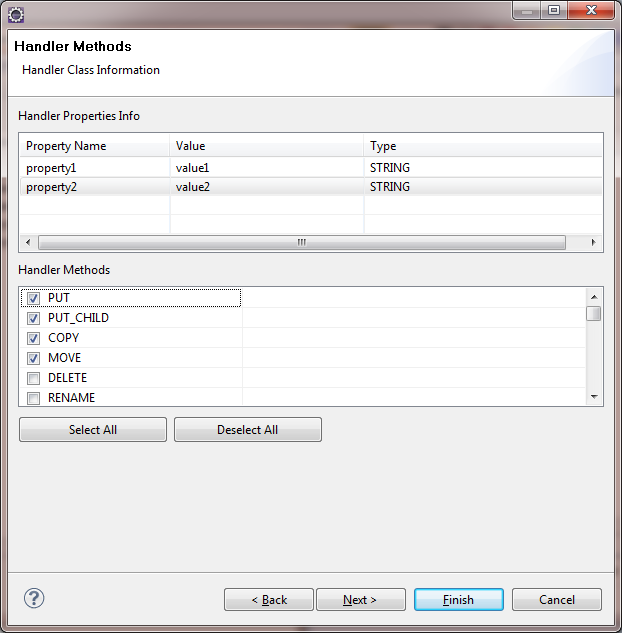 Handler Methods
Handler Class Information
Handler Properties Info
Property Name Value Type
property1 value1 STRING
property2 value2 STRING
Handler Methods
PUT
PUT_CHILD
COPY
MOVE
DELETE
RENAME
Select All Deselect All
? < Back Next > Finish Cancel